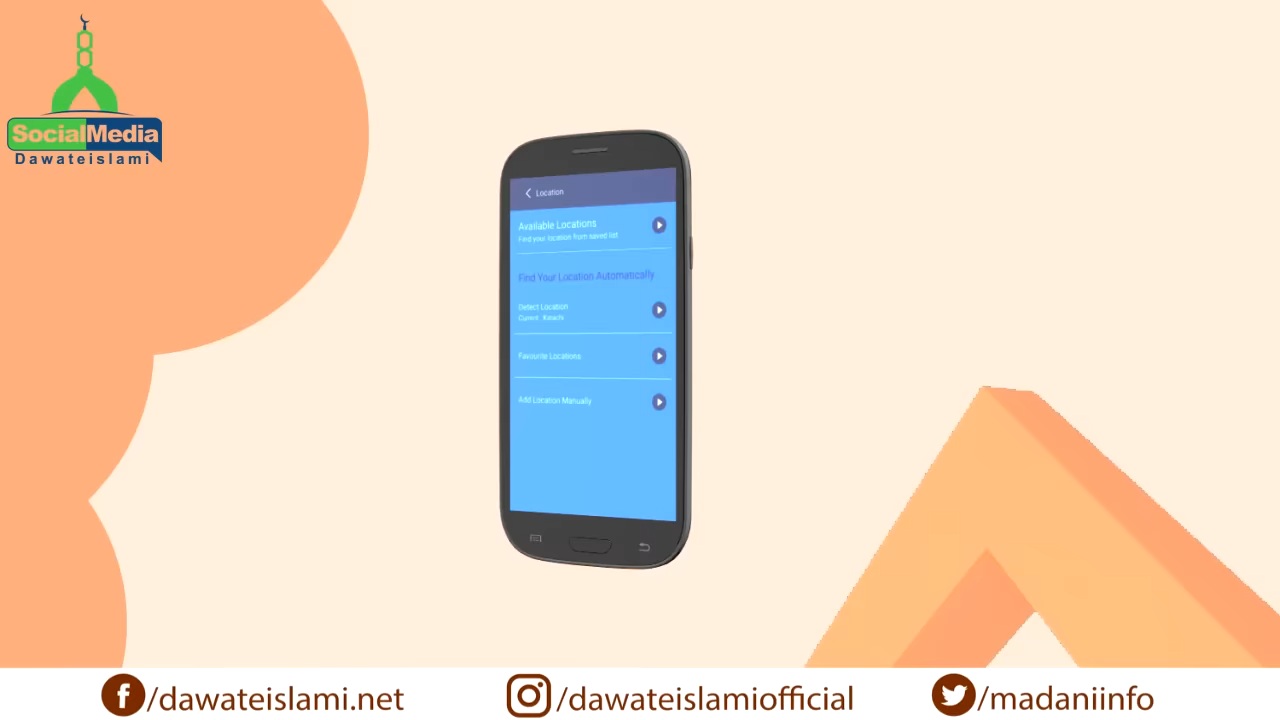 SocialMedia
Dawateislami
Location
Available Locations
Find your location from saved list
Find Your Location Automatically
Detect Location
Current : Karachi
Favourite Locations
Add Location Manually
/dawateislami.net
/dawateislamiofficial
/madaniinfo